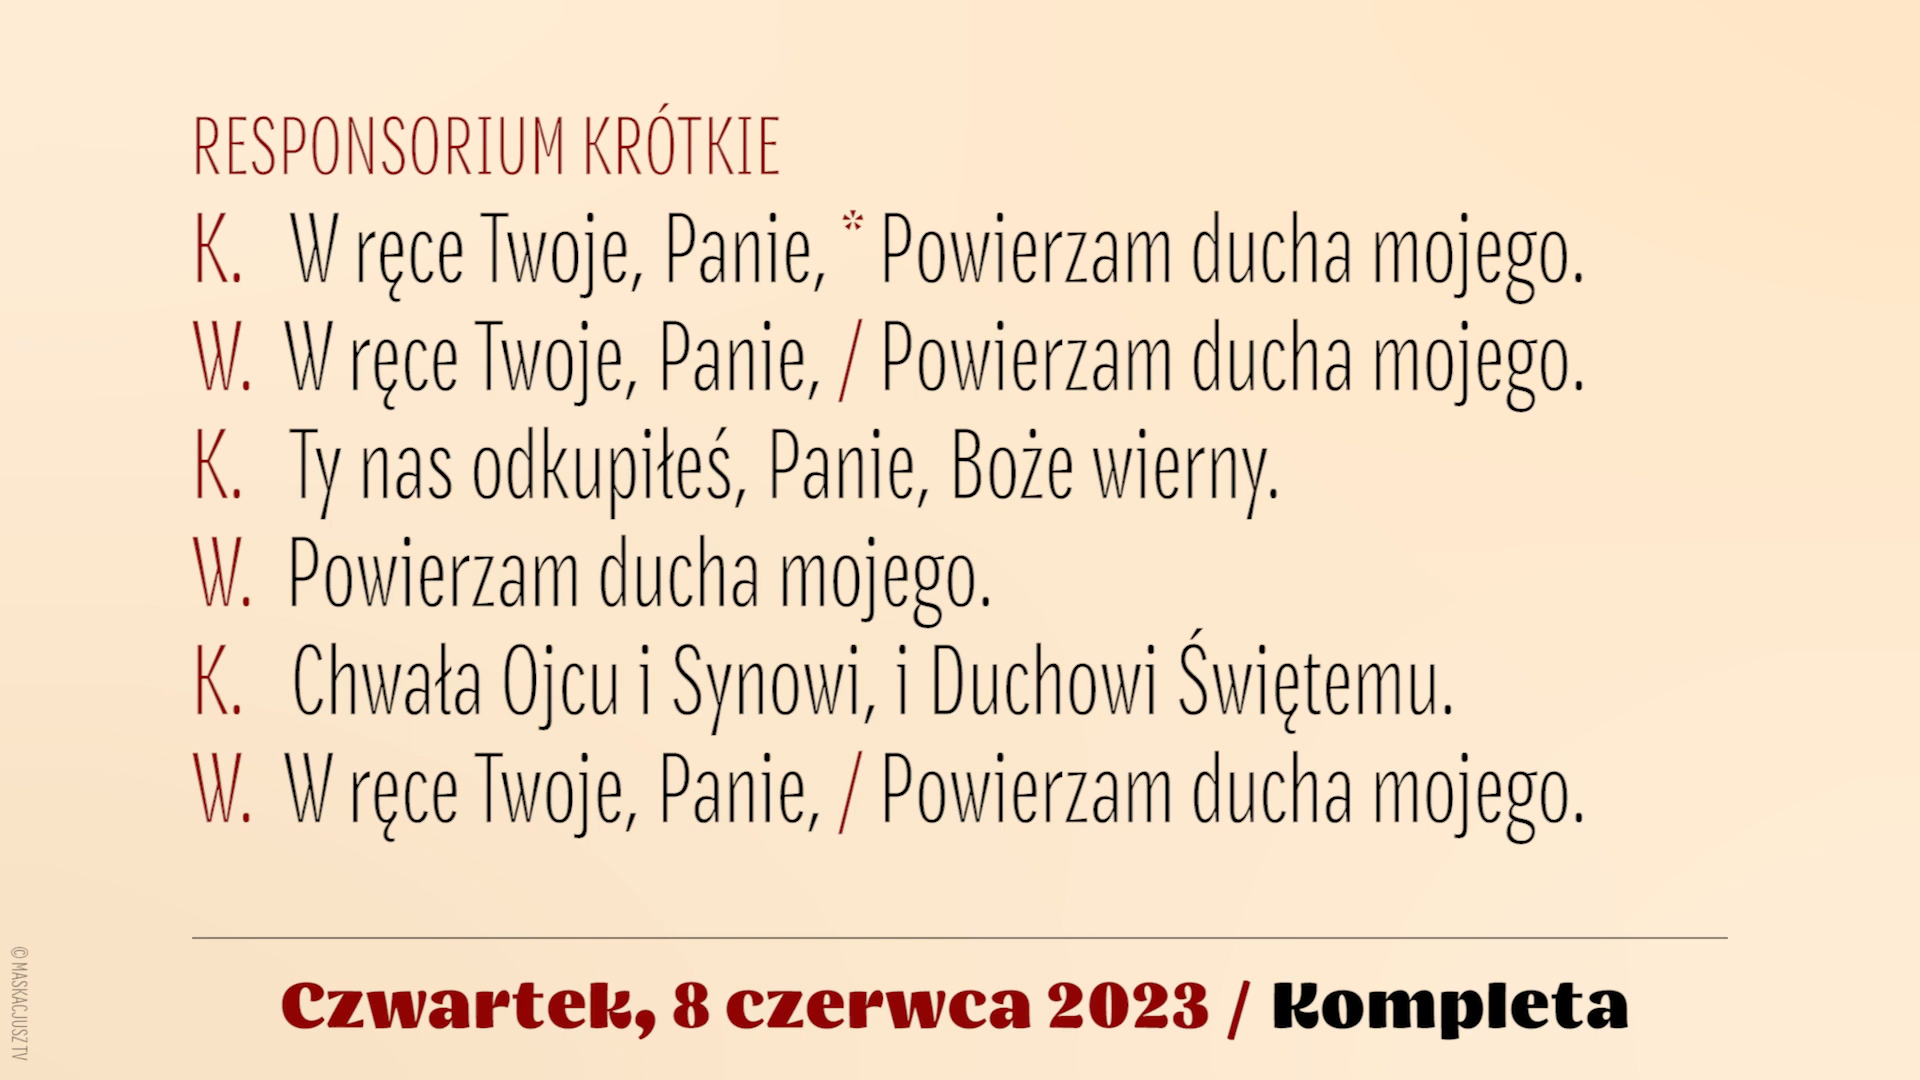 RESPONSORIUM KRÓTKIE
K. W ręce Twoje, Panie, * Powierzam ducha mojego.
W. W ręce Twoje, Panie, / Powierzam ducha mojego.
K. Ty nas odkupiłeś, Panie, Boże wierny.
W. Powierzam ducha mojego.
K. Chwała Ojcu i Synowi, i Duchowi Świętemu.
W. W ręce Twoje, Panie, / Powierzam ducha mojego.
Czwartek, 8 czerwca 2023 / Kompleta
© MASKACJUSZ TV